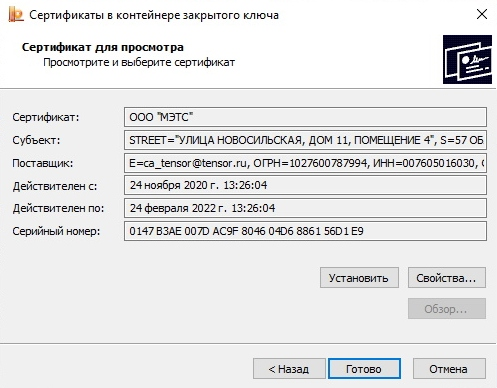 Сертификаты в контейнере закрытого ключа
Сертификат для просмотра
Просмотрите и выберите сертификат
Сертификат: ООО "МЭТС"
Субъект: STREET="УЛИЦА НОВОСИЛЬСКАЯ, ДОМ 11, ПОМЕЩЕНИЕ 4", S=57 ОБ
Поставщик: E=ca_tensor@tensor.ru, ОГРН=1027600787994, ИНН=007605016030, C
Действителен с: 24 ноября 2020 г. 13:26:04
Действителен по: 24 февраля 2022 г. 13:26:04
Серийный номер: 0147 B3AE 007D AC9F 8046 04D6 8861 56D1 E9
Установить Свойства...
Обзор...
< Назад Готово Отмена